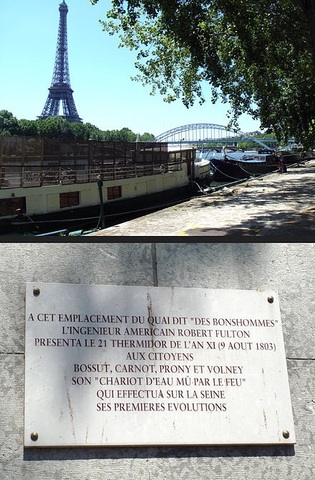 A CET EMPLACEMENT DU QUAI DIT "DES BONSHOMMES"
L'INGENIEUR AMERICAIN ROBERT FULTON
PRESENTA LE 21 THERMIDOR DE L'AN XI (9 AOUT 1803)
AUX CITOYENS
BOSSUT, CARNOT, PRONY ET VOLNEY
SON "CHARIOT D'EAU MÛ PAR LE FEU"
QUI EFFECTUA SUR LA SEINE
SES PREMIERES EVOLUTIONS